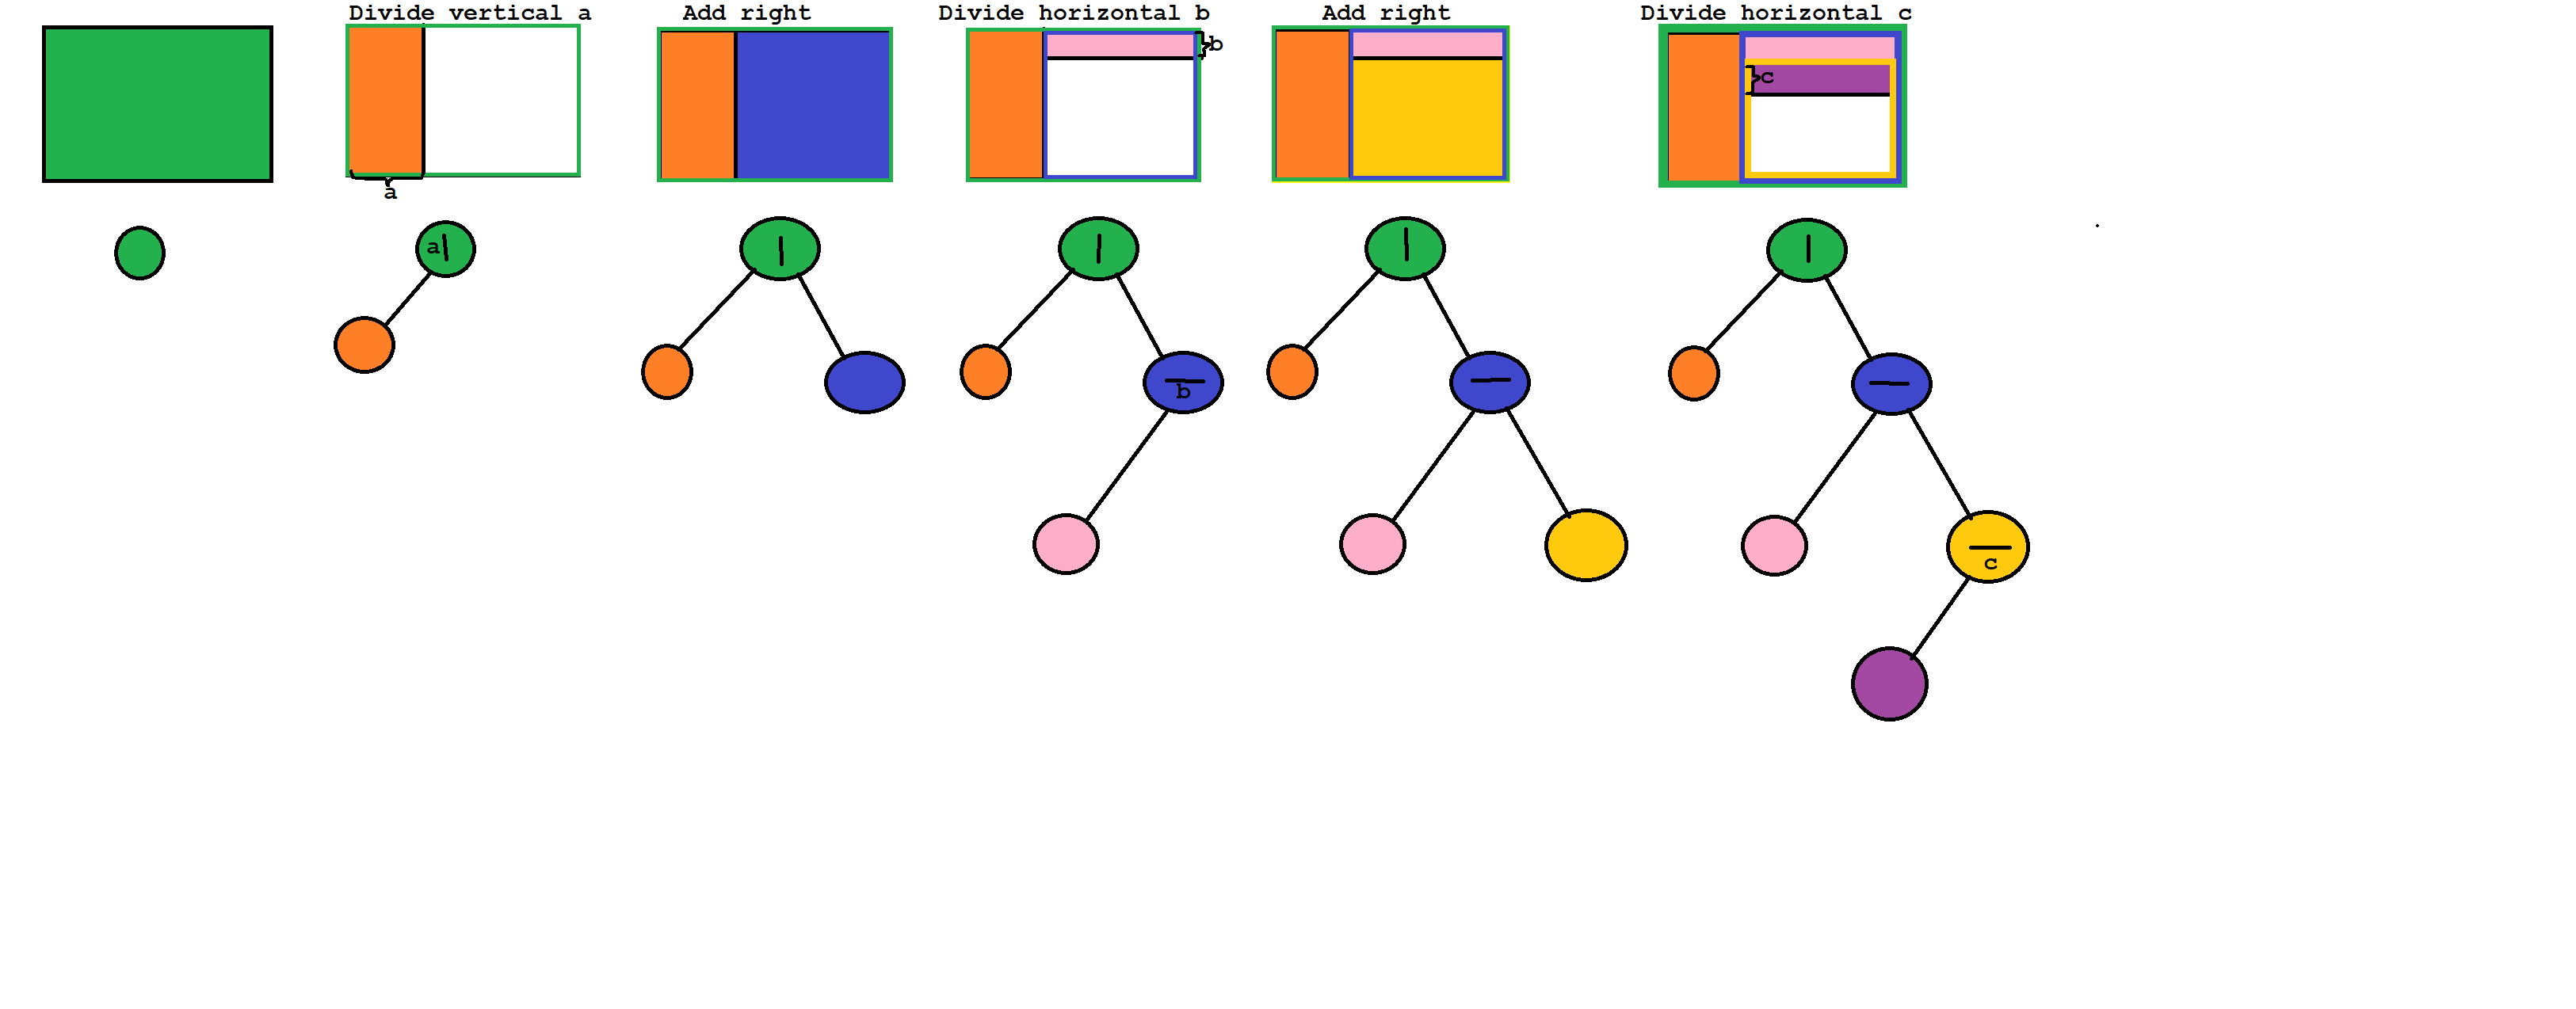 Divide vertical a
Add right
Divide horizontal b
Add right
Divide horizontal c
b
c
a
a
b
c